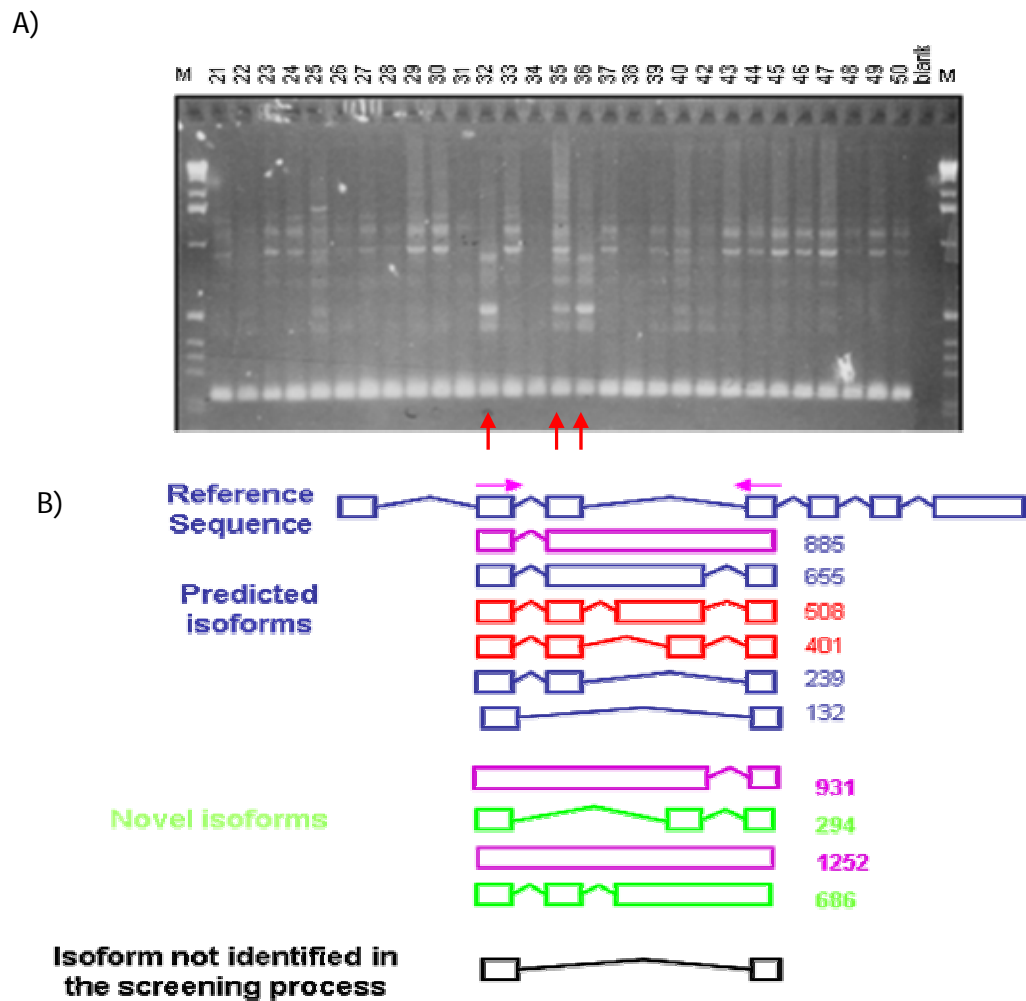 A)
M 21 22 23 24 25 26 27 28 29 30 31 32 33 34 35 36 37 38 39 40 42 43 44 45 46 47 48 49 50 blank M
B)
Reference
Sequence
885
Predicted
isoforms
655
508
401
239
132
931
Novel isoforms
294
1252
686
Isoform not identified in
the screening process